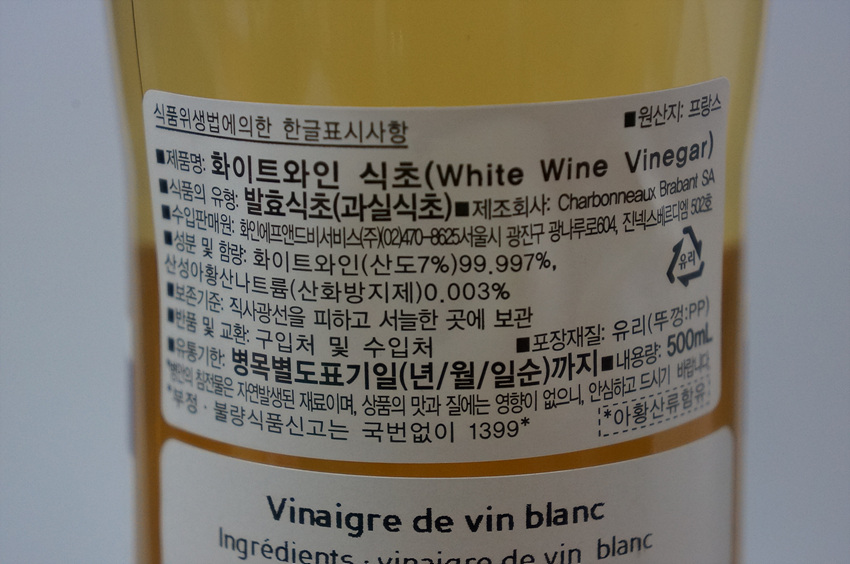 식품위생법에의한 한글표시사항
■원산지: 프랑스
■제품명: 화이트와인 식초(White Wine Vinegar)
■식품의 유형: 발효식초(과실식초)■제조회사: Charbonneaux Brabant SA
■수입판매원: 화인에프앤드비서비스(주)(02)470-8625서울시 광진구 광나루로604, 진넥스베르디엠 502호
■성분 및 함량: 화이트와인(산도7%)99.997%,
산성아황산나트륨(산화방지제)0.003%
유리
■보존기준: 직사광선을 피하고 서늘한 곳에 보관
■반품 및 교환: 구입처 및 수입처 ■포장재질: 유리(뚜껑:PP)
■유통기한: 병목별도표기일(년/월/일순)까지■내용량: 500mL
*병안의 침전물은 자연발생된 재료이며, 상품의 맛과 질에는 영향이 없으니, 안심하고 드시기 바랍니다.
*부정·불량식품신고는 국번없이 1399*
*아황산류함유
Vinaigre de vin blanc
Ingrédients : vinaigre de vin blanc